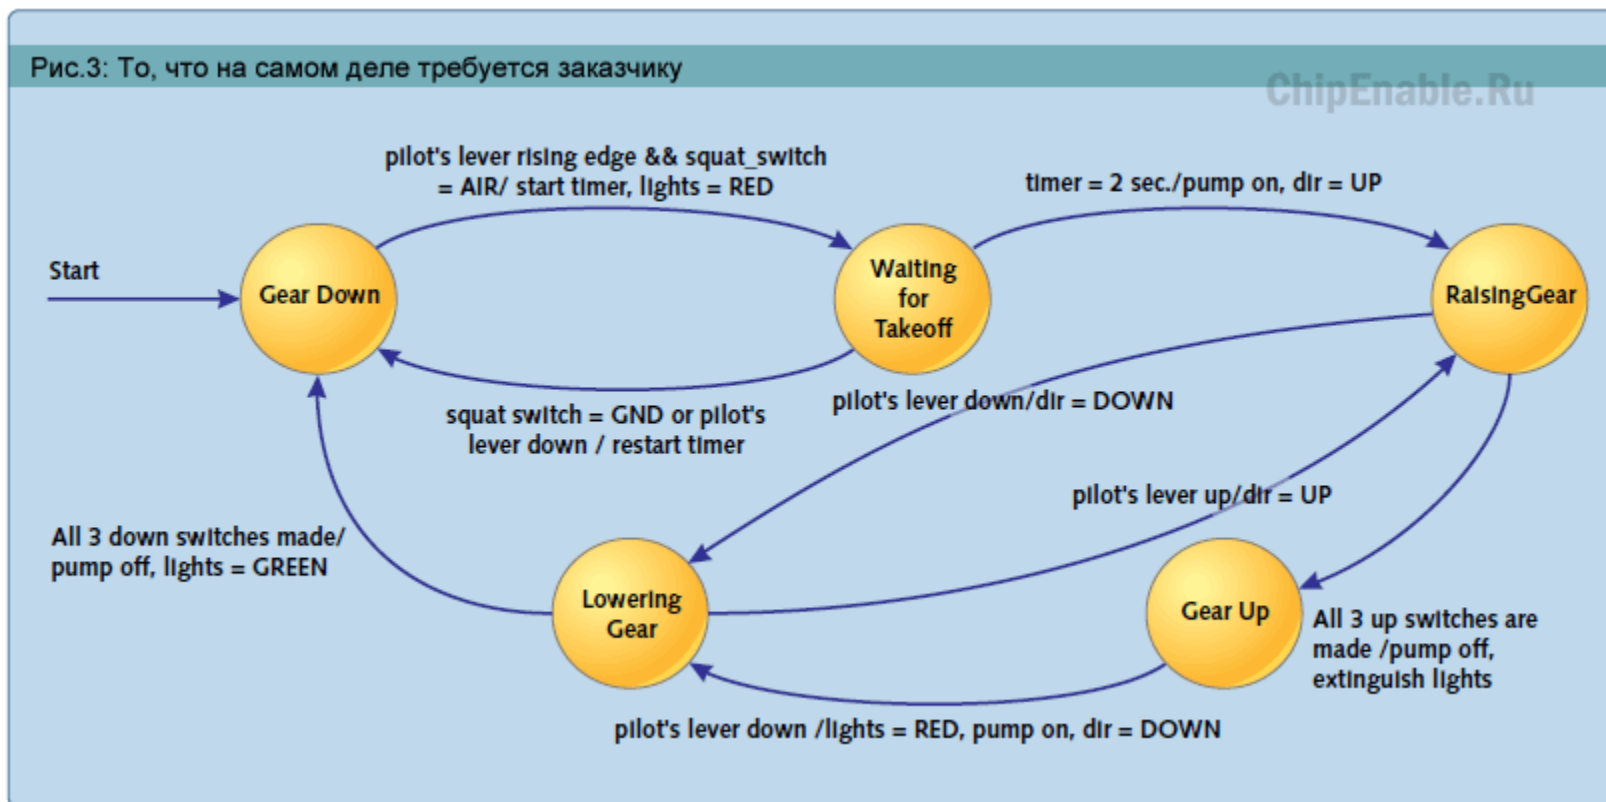 Рис.3: То, что на самом деле требуется заказчику
ChipEnable.Ru
pilot's lever rising edge && squat_switch
= AIR/ start timer, lights = RED
timer = 2 sec./pump on, dir = UP
Start
Gear Down
Waiting
for
Takeoff
RaisingGear
squat switch = GND or pilot's
lever down / restart timer
pilot's lever down/dir = DOWN
pilot's lever up/dir = UP
All 3 down switches made/
pump off, lights = GREEN
Lowering
Gear
Gear Up
All 3 up switches are
made /pump off,
extinguish lights
pilot's lever down /lights = RED, pump on, dir = DOWN